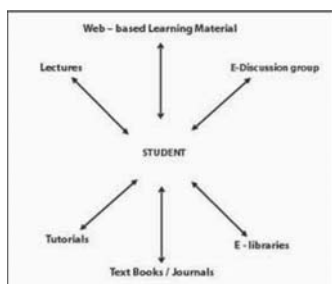 Web – based Learning Material
Lectures
E-Discussion group
STUDENT
Tutorials
E - libraries
Text Books / Journals